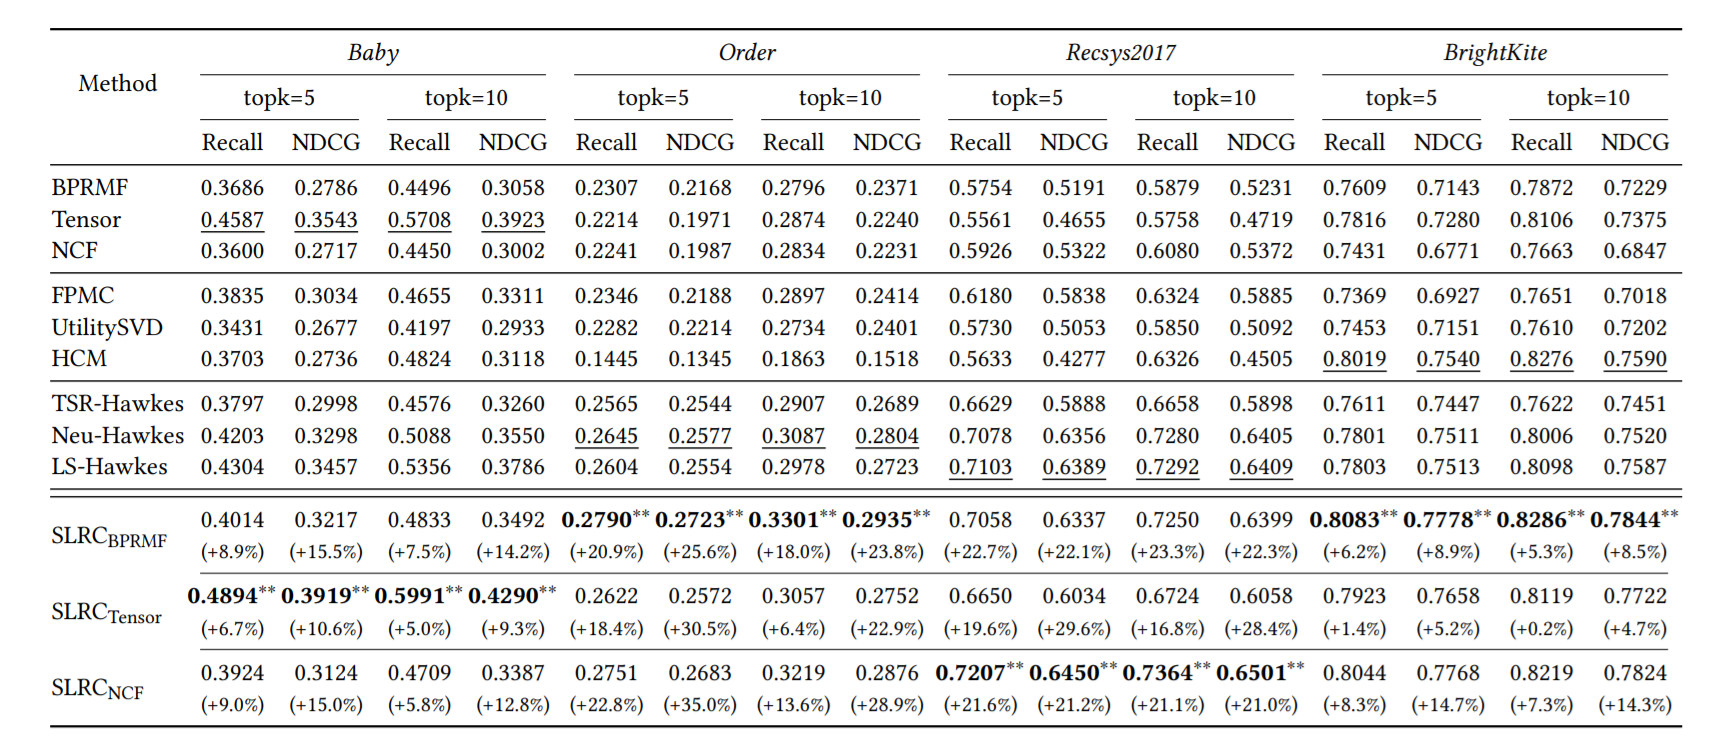 Baby Order Recsys2017 BrightKite
Method
topk=5 topk=10 topk=5 topk=10 topk=5 topk=10 topk=5 topk=10
Recall NDCG Recall NDCG Recall NDCG Recall NDCG Recall NDCG Recall NDCG Recall NDCG Recall NDCG
BPRMF 0.3686 0.2786 0.4496 0.3058 0.2307 0.2168 0.2796 0.2371 0.5754 0.5191 0.5879 0.5231 0.7609 0.7143 0.7872 0.7229
Tensor 0.4587 0.3543 0.5708 0.3923 0.2214 0.1971 0.2874 0.2240 0.5561 0.4655 0.5758 0.4719 0.7816 0.7280 0.8106 0.7375
NCF 0.3600 0.2717 0.4450 0.3002 0.2241 0.1987 0.2834 0.2231 0.5926 0.5322 0.6080 0.5372 0.7431 0.6771 0.7663 0.6847
FPMC 0.3835 0.3034 0.4655 0.3311 0.2346 0.2188 0.2897 0.2414 0.6180 0.5838 0.6324 0.5885 0.7369 0.6927 0.7651 0.7018
UtilitySVD 0.3431 0.2677 0.4197 0.2933 0.2282 0.2214 0.2734 0.2401 0.5730 0.5053 0.5850 0.5092 0.7453 0.7151 0.7610 0.7202
HCM 0.3703 0.2736 0.4824 0.3118 0.1445 0.1345 0.1863 0.1518 0.5633 0.4277 0.6326 0.4505 0.8019 0.7540 0.8276 0.7590
TSR-Hawkes 0.3797 0.2998 0.4576 0.3260 0.2565 0.2544 0.2907 0.2689 0.6629 0.5888 0.6658 0.5898 0.7611 0.7447 0.7622 0.7451
Neu-Hawkes 0.4203 0.3298 0.5088 0.3550 0.2645 0.2577 0.3087 0.2804 0.7078 0.6356 0.7280 0.6405 0.7801 0.7511 0.8006 0.7520
LS-Hawkes 0.4304 0.3457 0.5356 0.3786 0.2604 0.2554 0.2978 0.2723 0.7103 0.6389 0.7292 0.6409 0.7803 0.7513 0.8098 0.7587
SLRC BPRMF 0.4014 0.3217 0.4833 0.3492 0.2790** 0.2723** 0.3301** 0.2935** 0.7058 0.6337 0.7250 0.6399 0.8083** 0.7778** 0.8286** 0.7844**
(+8.9%) (+15.5%) (+7.5%) (+14.2%) (+20.9%) (+25.6%) (+18.0%) (+23.8%) (+22.7%) (+22.1%) (+23.3%) (+22.3%) (+6.2%) (+8.9%) (+5.3%) (+8.5%)
SLRC Tensor 0.4894** 0.3919** 0.5991** 0.4290** 0.2622 0.2572 0.3057 0.2752 0.6650 0.6034 0.6724 0.6058 0.7923 0.7658 0.8119 0.7722
(+6.7%) (+10.6%) (+5.0%) (+9.3%) (+18.4%) (+30.5%) (+6.4%) (+22.9%) (+19.6%) (+29.6%) (+16.8%) (+28.4%) (+1.4%) (+5.2%) (+0.2%) (+4.7%)
SLRC NCF 0.3924 0.3124 0.4709 0.3387 0.2751 0.2683 0.3219 0.2876 0.7207** 0.6450** 0.7364** 0.6501** 0.8044 0.7768 0.8219 0.7824
(+9.0%) (+15.0%) (+5.8%) (+12.8%) (+22.8%) (+35.0%) (+13.6%) (+28.9%) (+21.6%) (+21.2%) (+21.1%) (+21.0%) (+8.3%) (+14.7%) (+7.3%) (+14.3%)